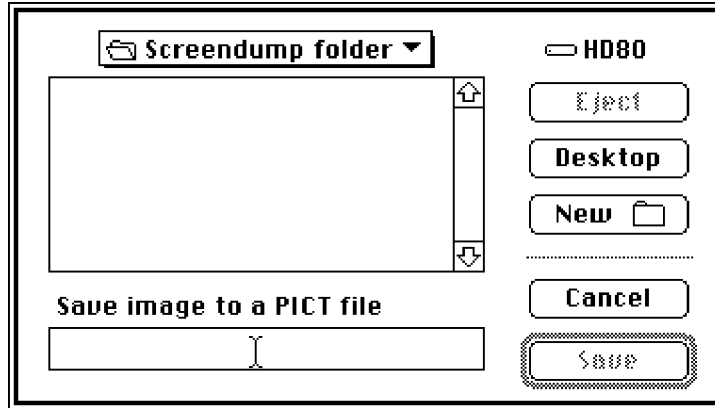 Screendump folder
HD80
Eject
Desktop
New
Save image to a PICT file
Cancel
Save